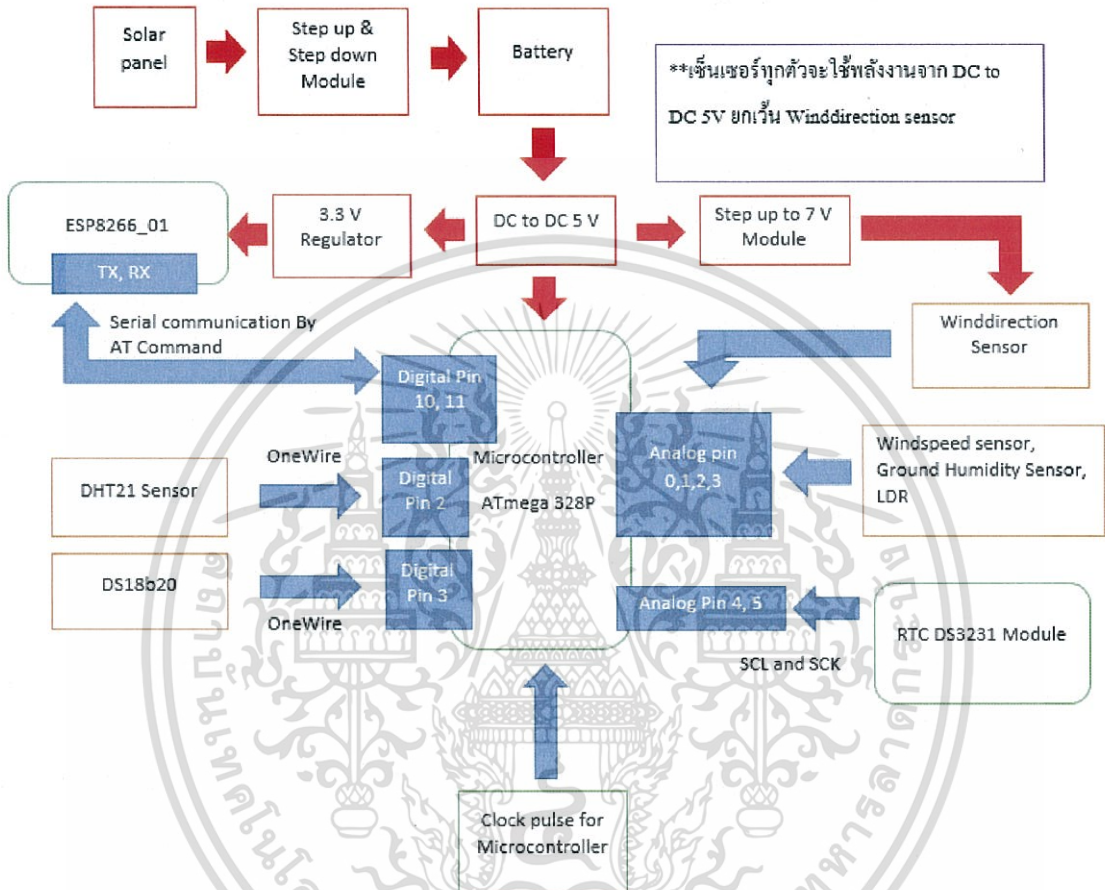 Solar
panel
Step up &
Step down
Module
Battery
**เซ็นเซอร์ทุกตัวจะใช้พลังงานจาก DC to
DC 5V ยกเว้น Winddirection sensor
ESP8266_01
TX, RX
3.3 V
Regulator
DC to DC 5 V
Step up to 7 V
Module
Serial communication By
AT Command
Winddirection
Sensor
Digital Pin
10, 11
Microcontroller
ATmega 328P
Analog pin
0,1,2,3
Windspeed sensor,
Ground Humidity Sensor,
LDR
DHT21 Sensor
OneWire
Digital
Pin 2
DS18b20
OneWire
Digital
Pin 3
Analog Pin 4, 5
SCL and SCK
RTC DS3231 Module
Clock pulse for
Microcontroller